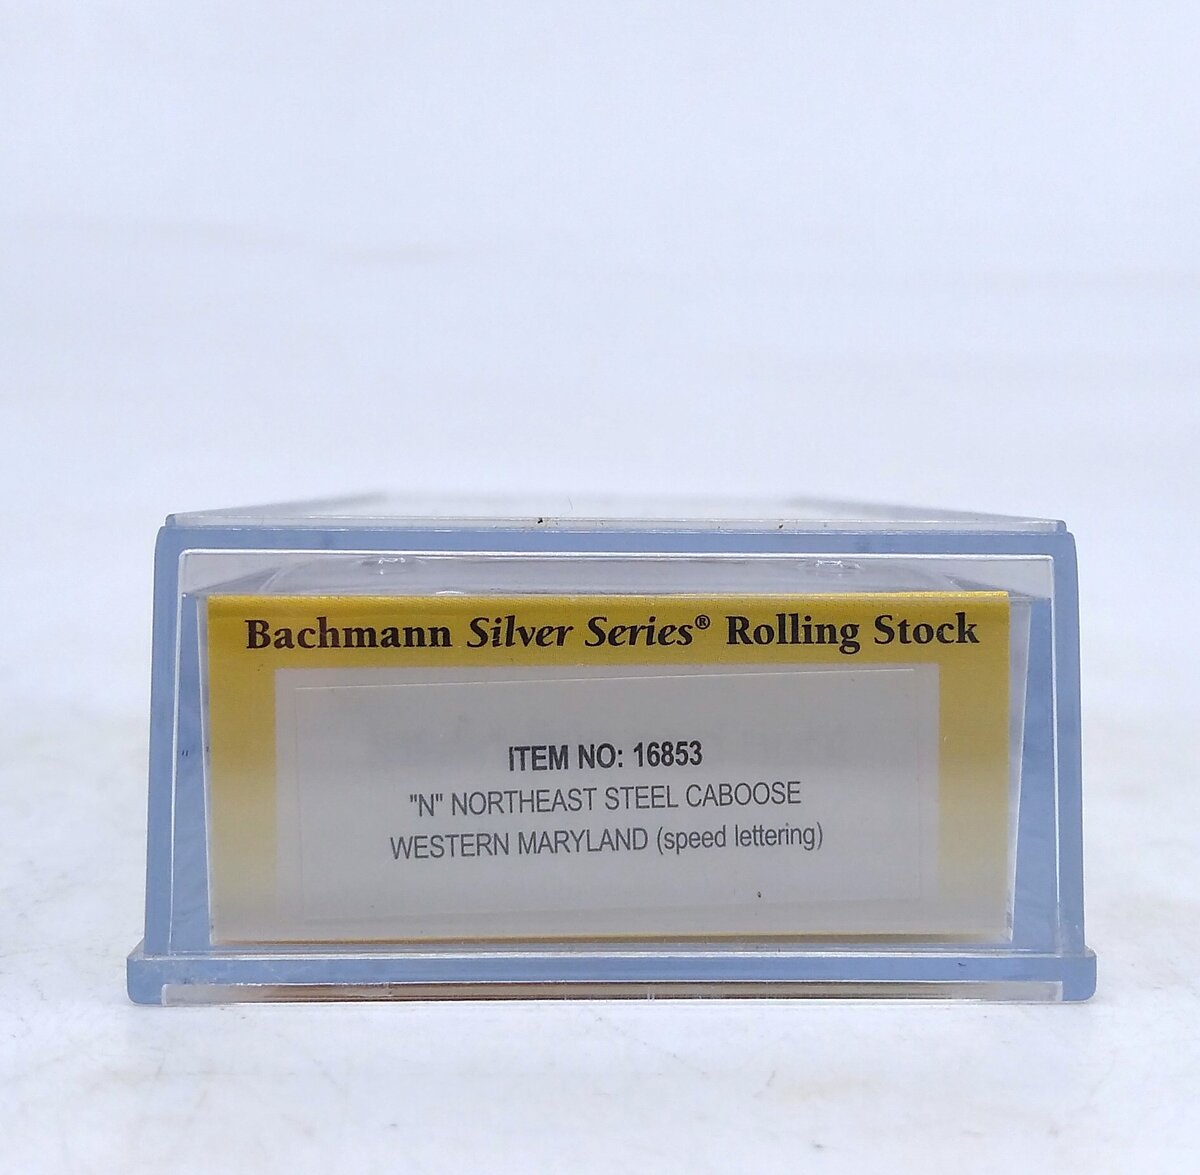 Bachmann Silver Series® Rolling Stock
ITEM NO: 16853
"N" NORTHEAST STEEL CABOOSE
WESTERN MARYLAND (speed lettering)